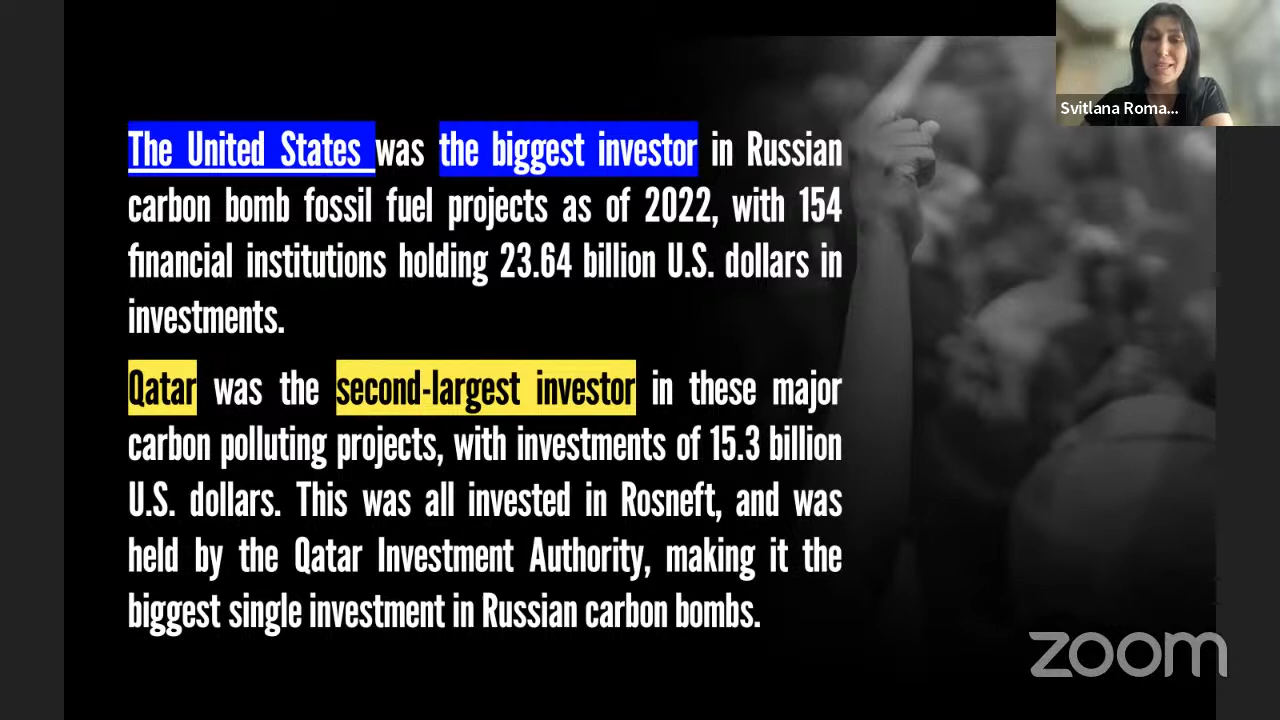 The United States was the biggest investor in Russian
carbon bomb fossil fuel projects as of 2022, with 154
financial institutions holding 23.64 billion U.S. dollars in
investments.
Qatar was the second-largest investor in these major
carbon polluting projects, with investments of 15.3 billion
U.S. dollars. This was all invested in Rosneft, and was
held by the Qatar Investment Authority, making it the
biggest single investment in Russian carbon bombs.
Svitlana Roma...
zoom